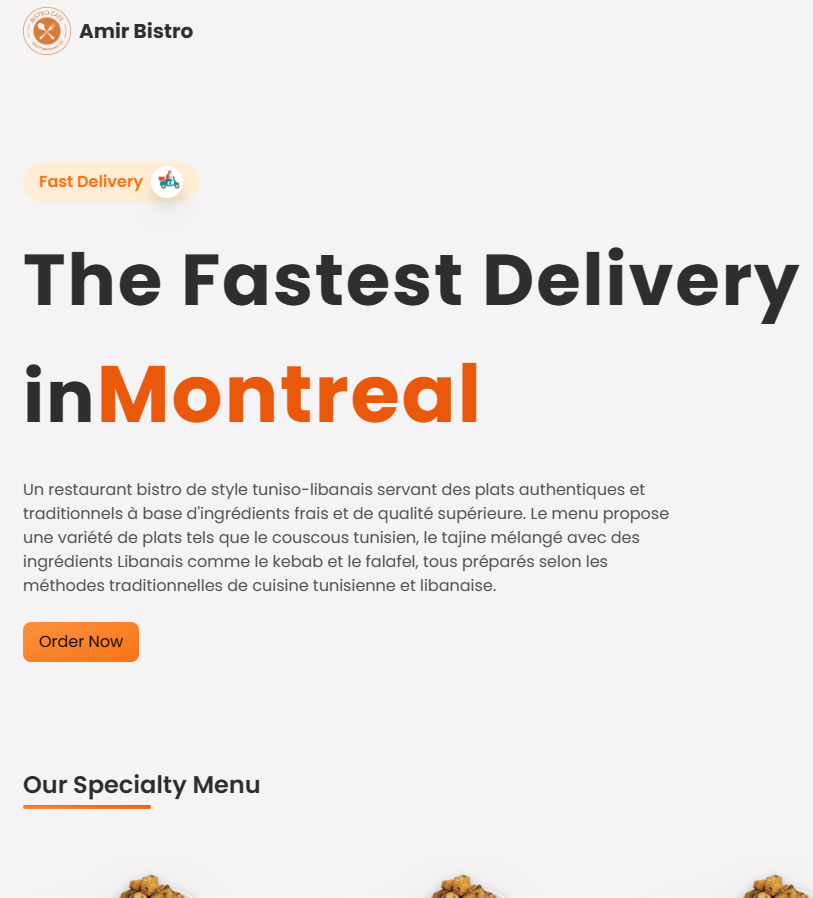 BISTRO CAFE
Amir Bistro
Fast Delivery
The Fastest Delivery
inMontreal
Un restaurant bistro de style tuniso-libanais servant des plats authentiques et
traditionnels à base d'ingrédients frais et de qualité supérieure. Le menu propose
une variété de plats tels que le couscous tunisien, le tajine mélangé avec des
ingrédients Libanais comme le kebab et le falafel, tous préparés selon les
méthodes traditionnelles de cuisine tunisienne et libanaise.
Order Now
Our Specialty Menu